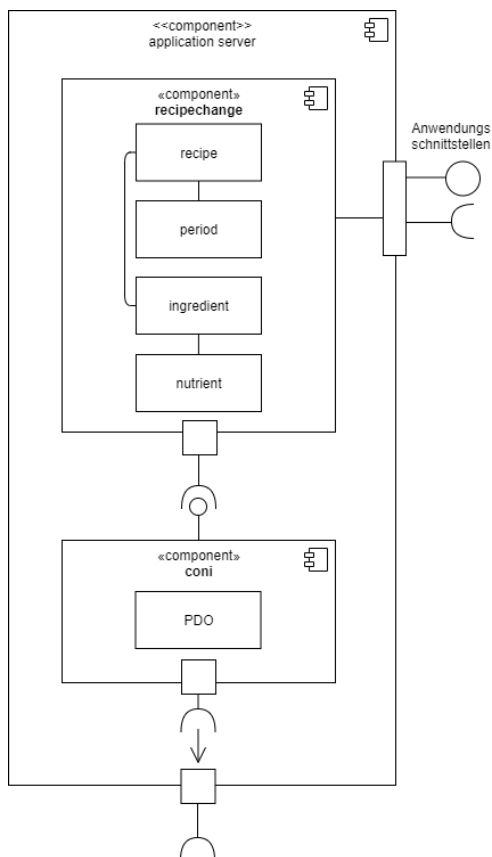 <<component>>
application server
«component»
recipechange
recipe
Anwendungs
schnittstellen
period
ingredient
nutrient
«component»
coni
PDO